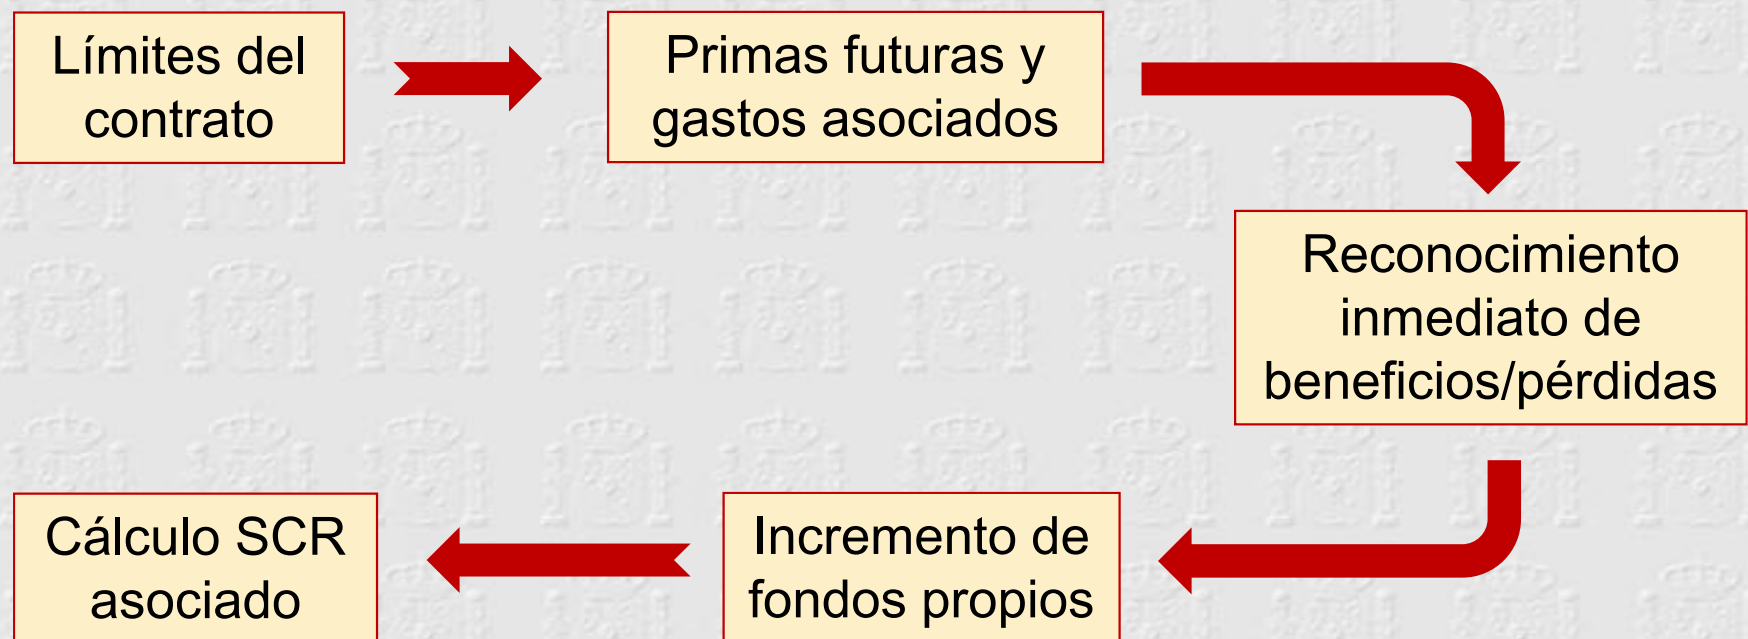 Límites del
contrato
Primas futuras y
gastos asociados
Reconocimiento
inmediato de
beneficios/pérdidas
Incremento de
fondos propios
Cálculo SCR
asociado